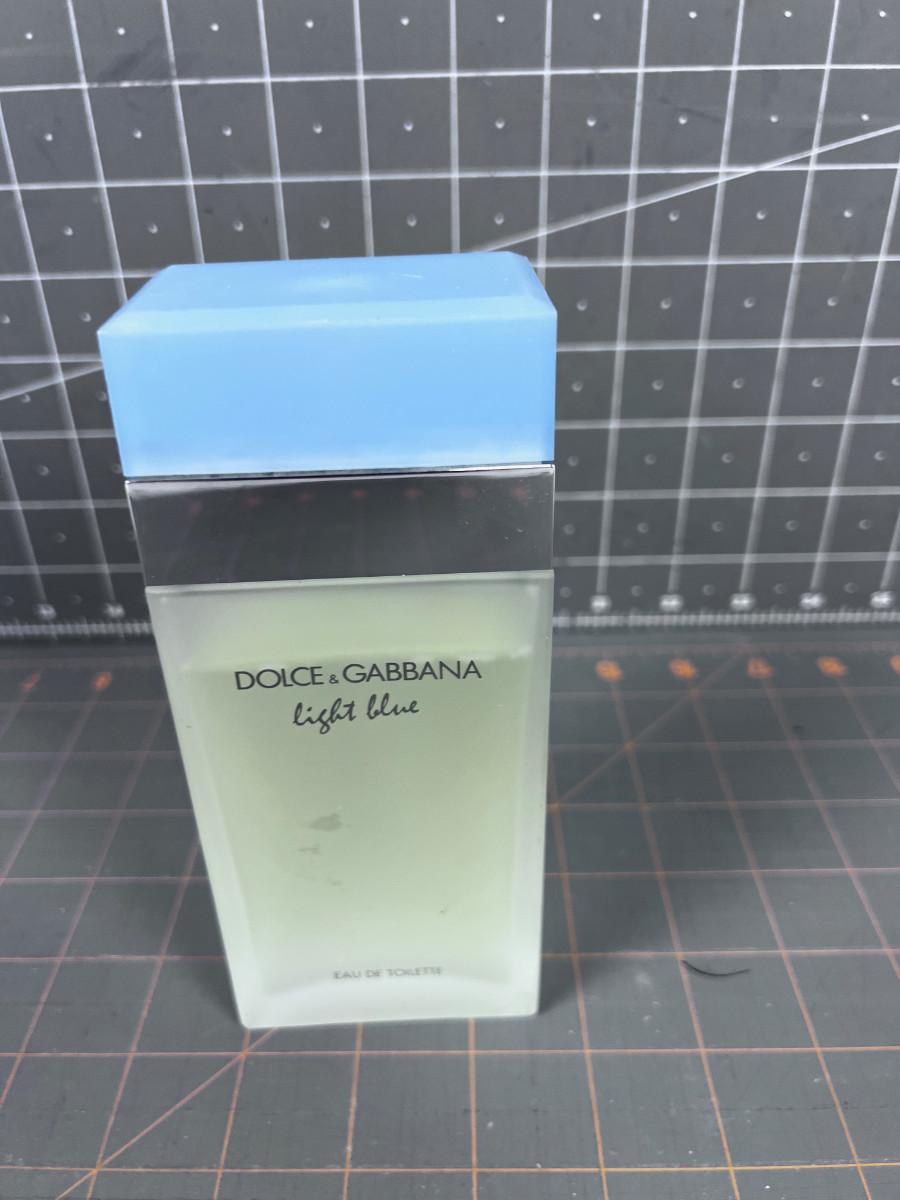 DOLCE & GABBANA
light blue
EAU DE TOILETTE